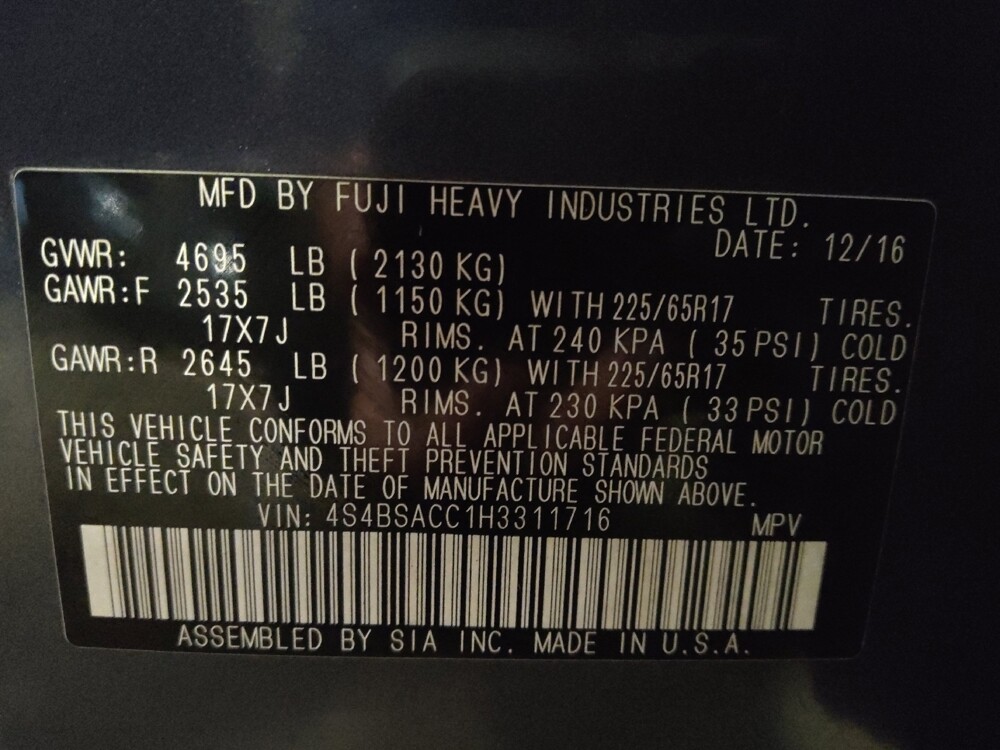 MFD BY FUJI HEAVY INDUSTRIES LTD.
DATE: 12/16
GVWR: 4695 LB ( 2130 KG)
GAWR:F 2535 LB ( 1150 KG) WITH 225/65R17 TIRES.
17X7J RIMS. AT 240 KPA ( 35 PSI) COLD
GAWR:R 2645 LB ( 1200 KG) WITH 225/65R17 TIRES.
17X7J RIMS. AT 230 KPA ( 33 PSI) COLD
THIS VEHICLE CONFORMS TO ALL APPLICABLE FEDERAL MOTOR
VEHICLE SAFETY AND THEFT PREVENTION STANDARDS
IN EFFECT ON THE DATE OF MANUFACTURE SHOWN ABOVE.
VIN: 4S4BSACC1H3311716 MPV
ASSEMBLED BY SIA INC. MADE IN U.S.A.